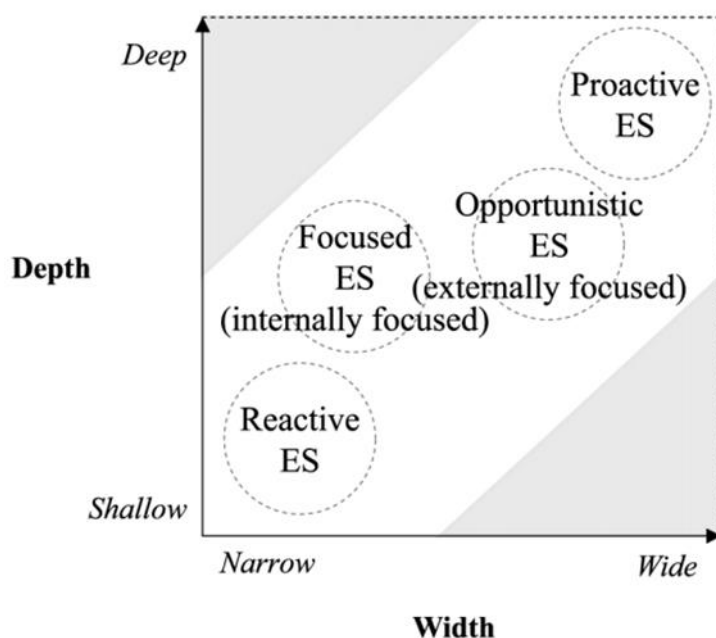 Deep
Proactive
ES
Opportunistic
ES
(externally focused)
Focused
ES
(internally focused)
Depth
Reactive
ES
Shallow
Narrow
Wide
Width